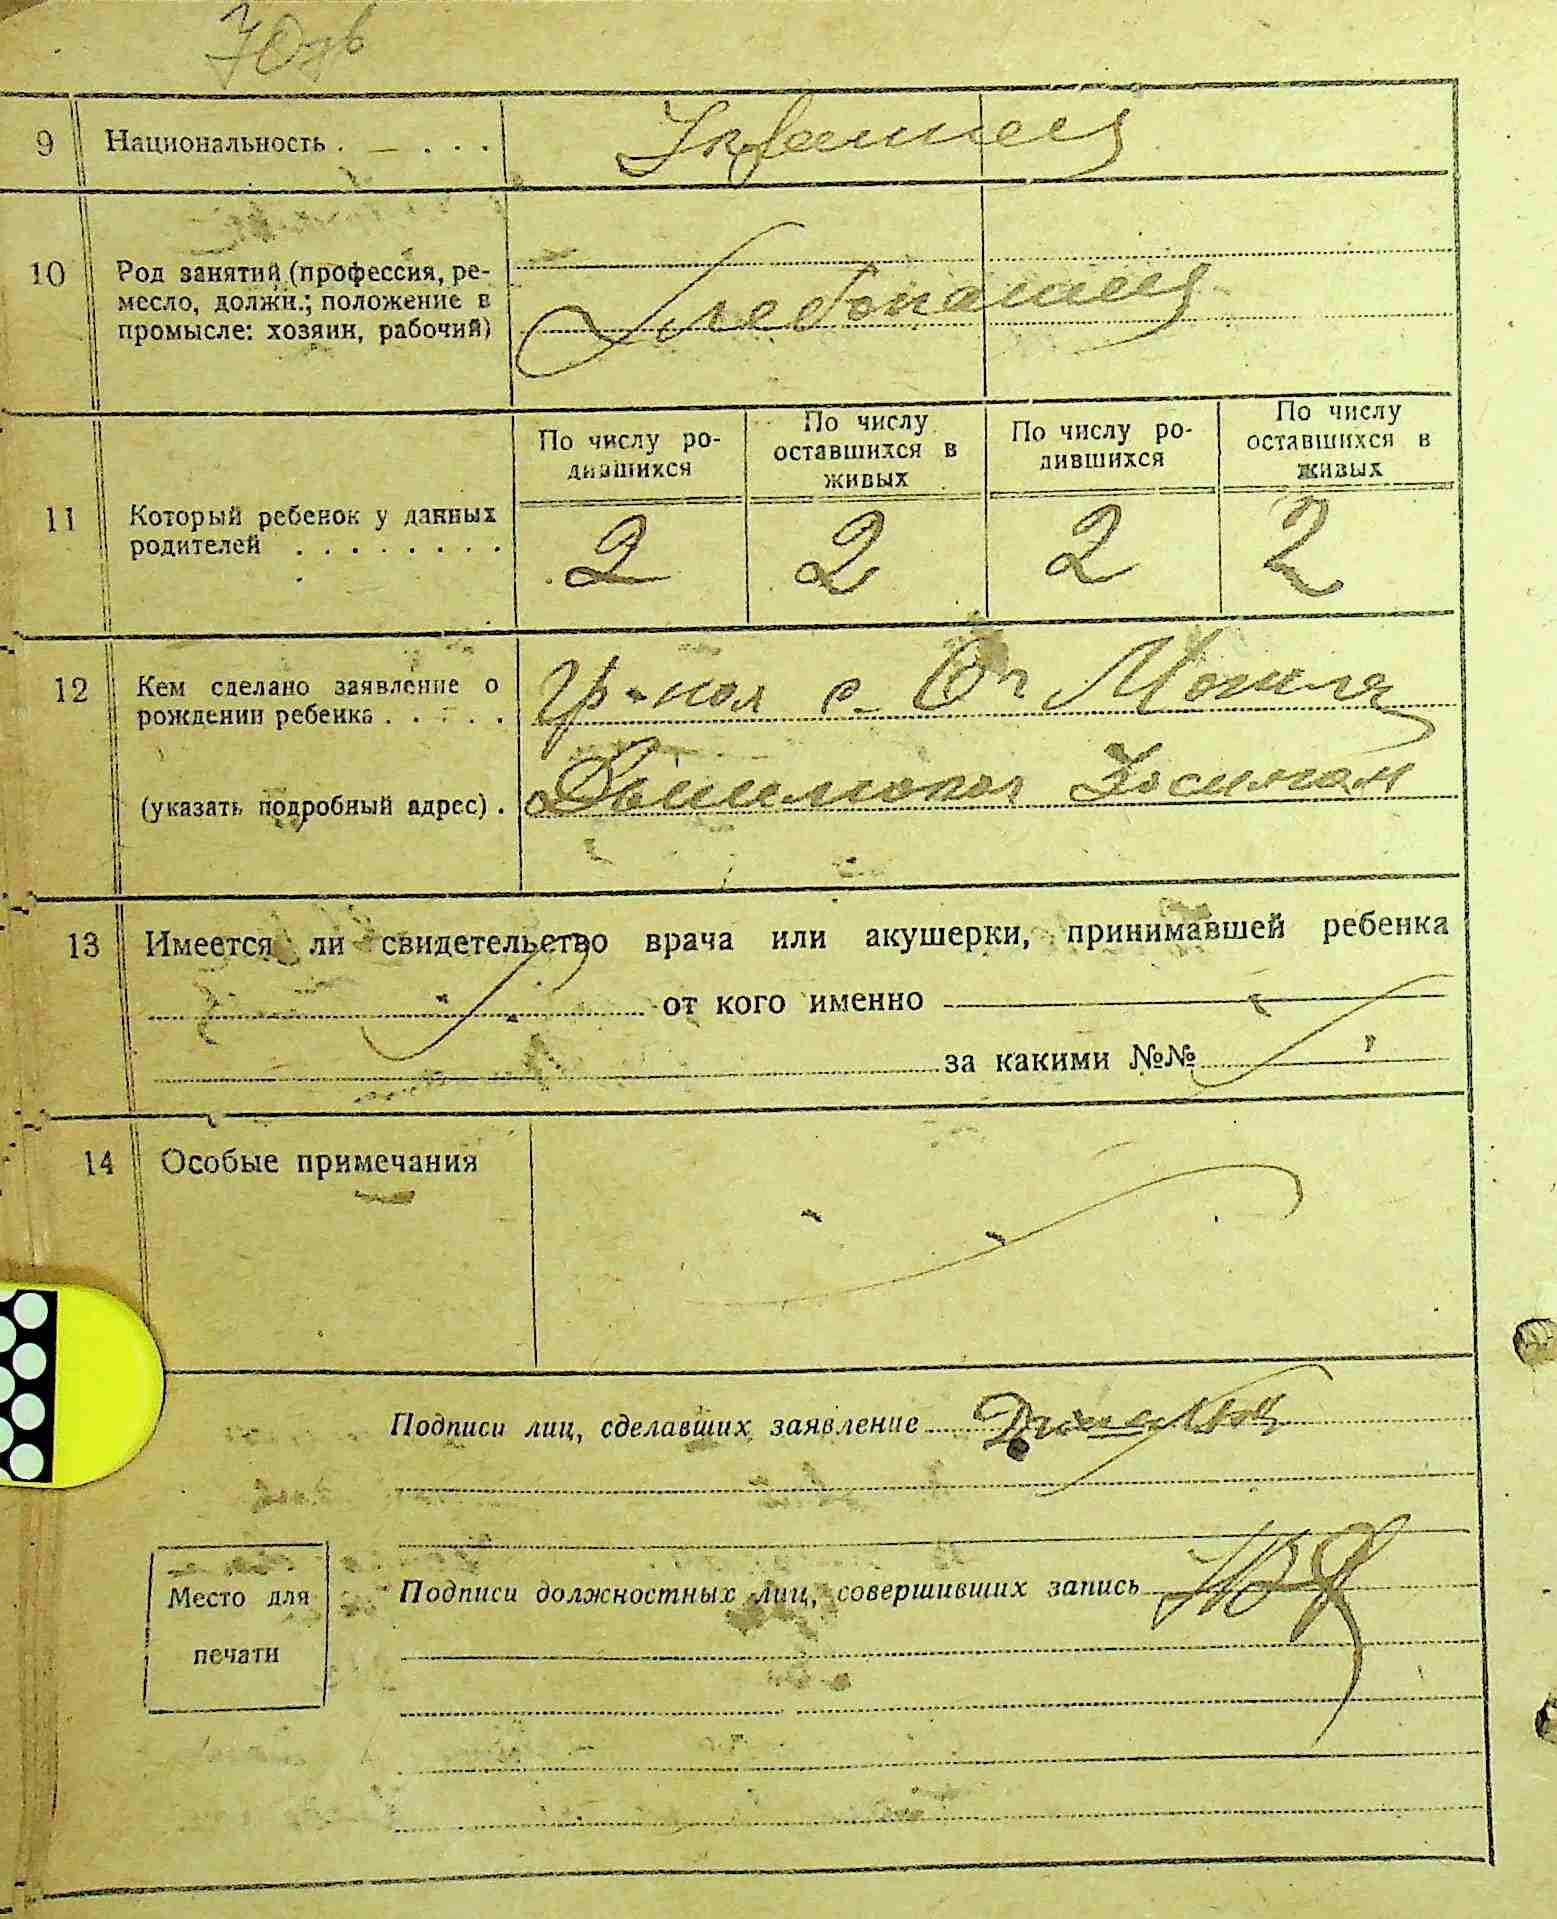 70 дв
9 Национальность . — . . . Украинец
10 Род занятий (профессия, ре-
месло, должн.; положение в
промысле: хозяин, рабочий)
Хлебопашец
По числу ро-
дившихся
По числу
оставшихся в
живых
По числу ро-
дившихся
По числу
оставшихся в
живых
11 Который ребенок у данных
родителей . . . . . . . .
2 2 2 2
12 Кем сделано заявление о
рождении ребенка . . . . .
Гр-кой с.
(указать подробный адрес) .
13 Имеется ли свидетельство врача или акушерки, принимавшей ребенка
от кого именно
за какими №№
14 Особые примечания
Подписи лиц, сделавших заявление
Подписи должностных лиц, совершивших запись
Место для
печати